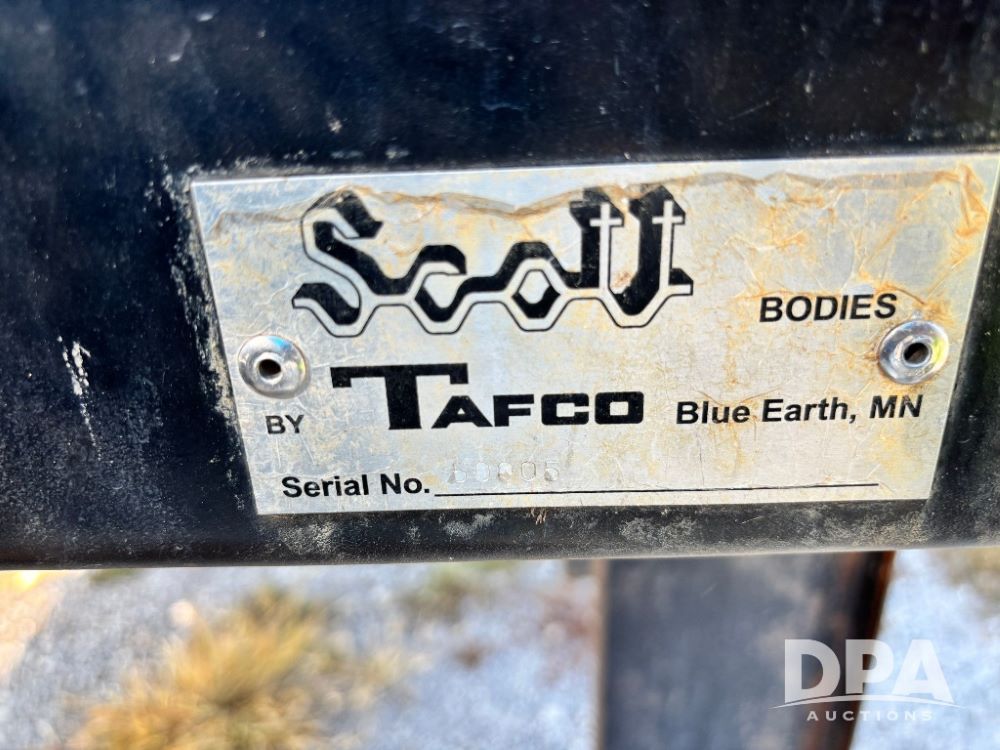 Scott BODIES
BY TAFCO Blue Earth, MN
Serial No.
DPA
AUCTIONS